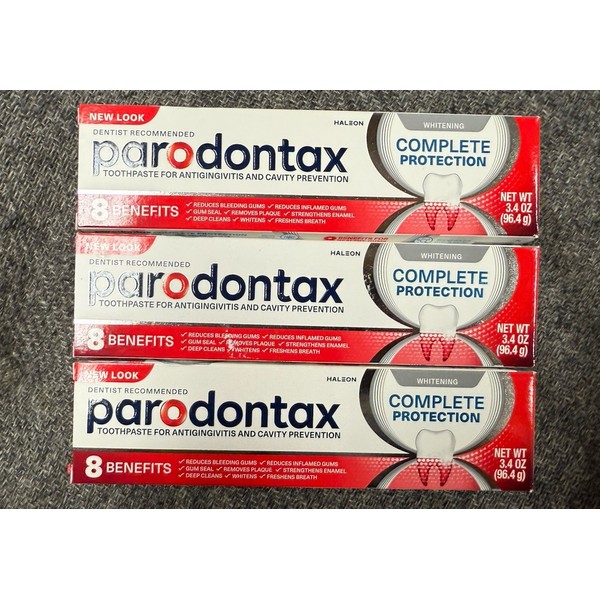 NEW LOOK
HALEON
WHITENING
DENTIST RECOMMENDED
parodontax
COMPLETE
PROTECTION
TOOTHPASTE FOR ANTIGINGIVITIS AND CAVITY PREVENTION
8 BENEFITS
✓ REDUCES BLEEDING GUMS ✓ REDUCES INFLAMED GUMS
✓ GUM SEAL ✓ REMOVES PLAQUE ✓ STRENGTHENS ENAMEL
✓ DEEP CLEANS ✓ WHITENS ✓ FRESHENS BREATH
NET WT
3.4 OZ
(96.4 g)
8 BENEFITS FOR
NEW LOOK
HALEON
WHITENING
DENTIST RECOMMENDED
parodontax
COMPLETE
PROTECTION
TOOTHPASTE FOR ANTIGINGIVITIS AND CAVITY PREVENTION
8 BENEFITS
✓ REDUCES BLEEDING GUMS ✓ REDUCES INFLAMED GUMS
✓ GUM SEAL ✓ REMOVES PLAQUE ✓ STRENGTHENS ENAMEL
✓ DEEP CLEANS ✓ WHITENS ✓ FRESHENS BREATH
NET WT
3.4 OZ
(96.4 g)
NEW LOOK
HALEON
WHITENING
DENTIST RECOMMENDED
parodontax
COMPLETE
PROTECTION
TOOTHPASTE FOR ANTIGINGIVITIS AND CAVITY PREVENTION
8 BENEFITS
✓ REDUCES BLEEDING GUMS ✓ REDUCES INFLAMED GUMS
✓ GUM SEAL ✓ REMOVES PLAQUE ✓ STRENGTHENS ENAMEL
✓ DEEP CLEANS ✓ WHITENS ✓ FRESHENS BREATH
NET WT
3.4 OZ
(96.4 g)